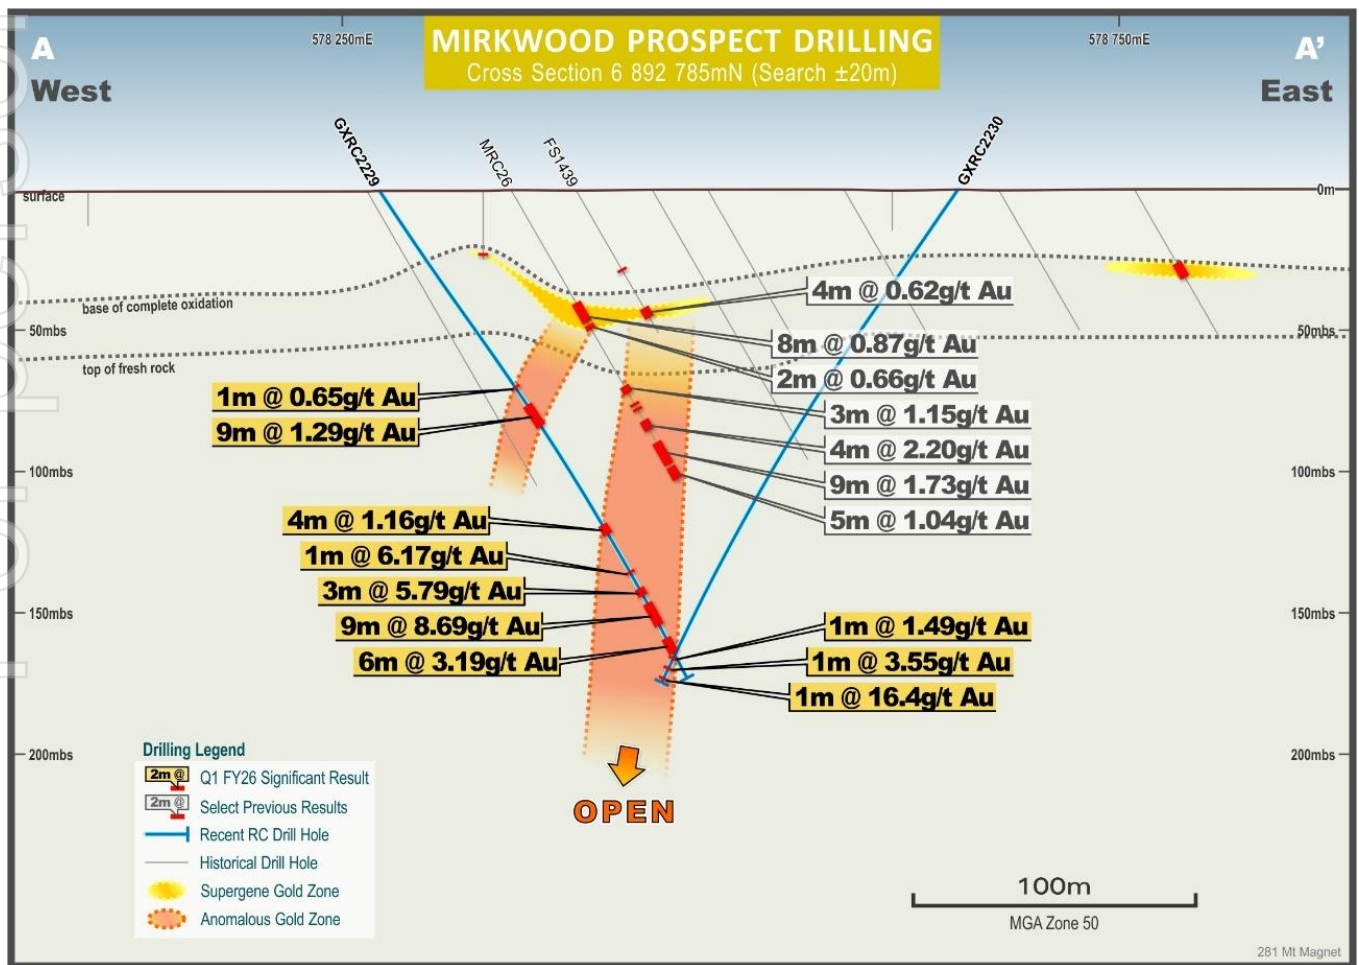 A
West
578 250mE
MIRKWOOD PROSPECT DRILLING
Cross Section 6 892 785mN (Search ±20m)
578 750mE
A'
East
GXRC2229
MRC26
FS1439
GXRC2230
surface
0m
base of complete oxidation
50mbs
50mbs
top of fresh rock
4m @ 0.62g/t Au
8m @ 0.87g/t Au
2m @ 0.66g/t Au
1m @ 0.65g/t Au
3m @ 1.15g/t Au
9m @ 1.29g/t Au
4m @ 2.20g/t Au
100mbs
100mbs
9m @ 1.73g/t Au
5m @ 1.04g/t Au
4m @ 1.16g/t Au
1m @ 6.17g/t Au
3m @ 5.79g/t Au
150mbs
150mbs
9m @ 8.69g/t Au
1m @ 1.49g/t Au
6m @ 3.19g/t Au
1m @ 3.55g/t Au
1m @ 16.4g/t Au
200mbs
200mbs
OPEN
Drilling Legend
2m @ Q1 FY26 Significant Result
2m @ Select Previous Results
Recent RC Drill Hole
Historical Drill Hole
Supergene Gold Zone
Anomalous Gold Zone
100m
MGA Zone 50
281 Mt Magnet